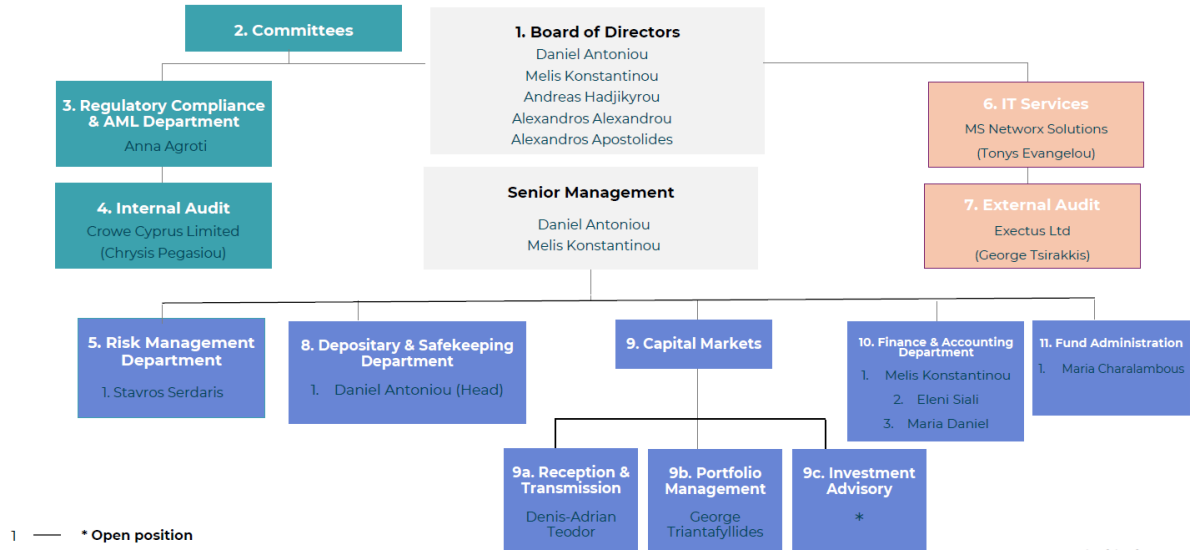 2. Committees
1. Board of Directors
Daniel Antoniou
Melis Konstantinou
Andreas Hadjikyrou
Alexandros Alexandrou
Alexandros Apostolides
3. Regulatory Compliance
& AML Department
Anna Agroti
6. IT Services
MS Networx Solutions
(Tonys Evangelou)
4. Internal Audit
Crowe Cyprus Limited
(Chrysis Pegasiou)
Senior Management
Daniel Antoniou
Melis Konstantinou
7. External Audit
Exectus Ltd
(George Tsirakkis)
5. Risk Management
Department
1. Stavros Serdaris
8. Depositary & Safekeeping
Department
1. Daniel Antoniou (Head)
9. Capital Markets
10. Finance & Accounting
Department
1. Melis Konstantinou
2. Eleni Siali
3. Maria Daniel
11. Fund Administration
1. Maria Charalambous
9a. Reception &
Transmission
Denis-Adrian
Teodor
9b. Portfolio
Management
George
Triantafyllides
9c. Investment
Advisory
*
1 — * Open position